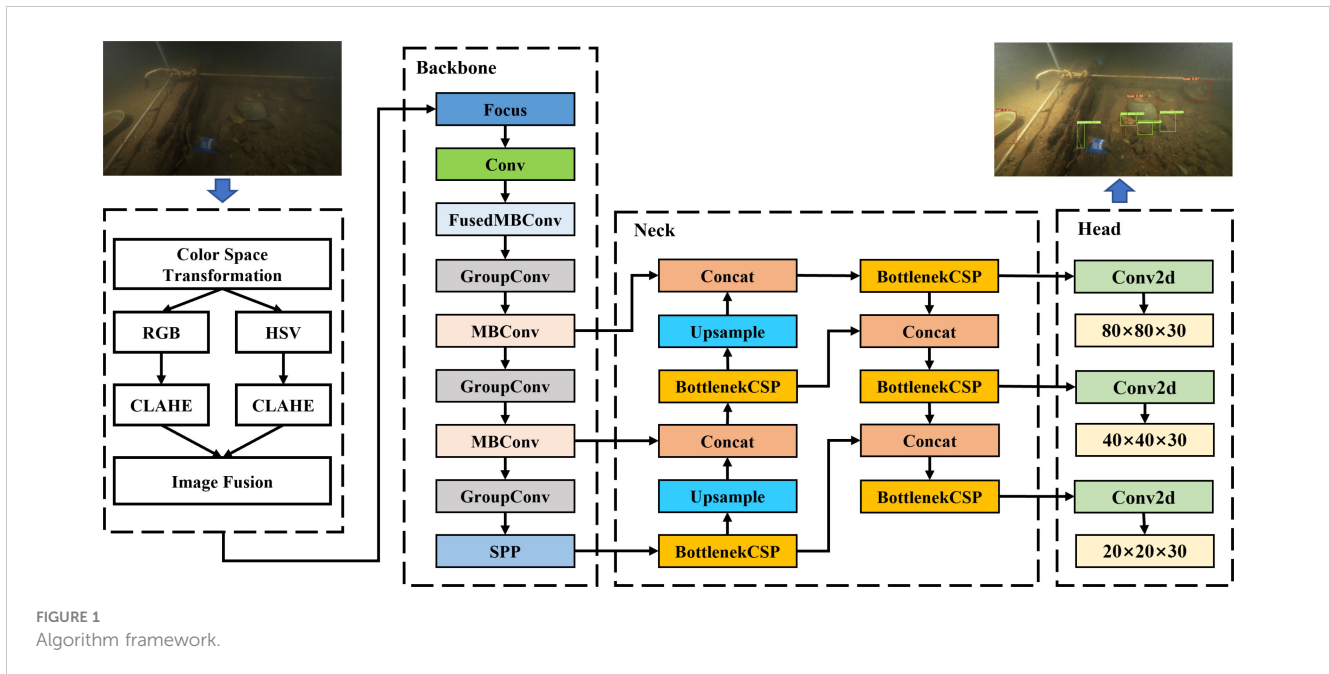 Backbone
Focus
Conv
FusedMBConv
GroupConv
MBConv
GroupConv
MBConv
GroupConv
SPP
Color Space
Transformation
RGB
HSV
CLAHE
CLAHE
Image Fusion
Neck
Concat
Upsample
BottlenekCSP
Concat
Upsample
BottlenekCSP
BottlenekCSP
Concat
BottlenekCSP
Concat
BottlenekCSP
Head
Conv2d
80×80×30
Conv2d
40×40×30
Conv2d
20×20×30
FIGURE 1
Algorithm framework.